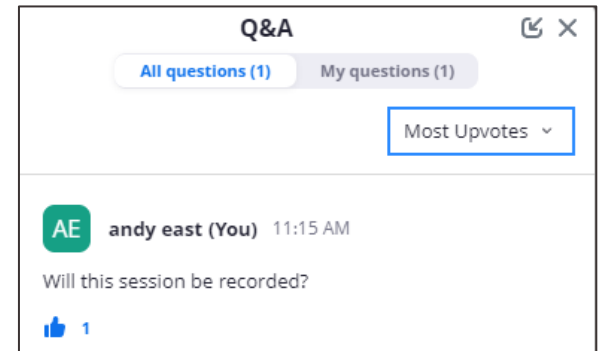 Q&A
All questions (1) My questions (1)
Most Upvotes
AE andy east (You) 11:15 AM
Will this session be recorded?
1